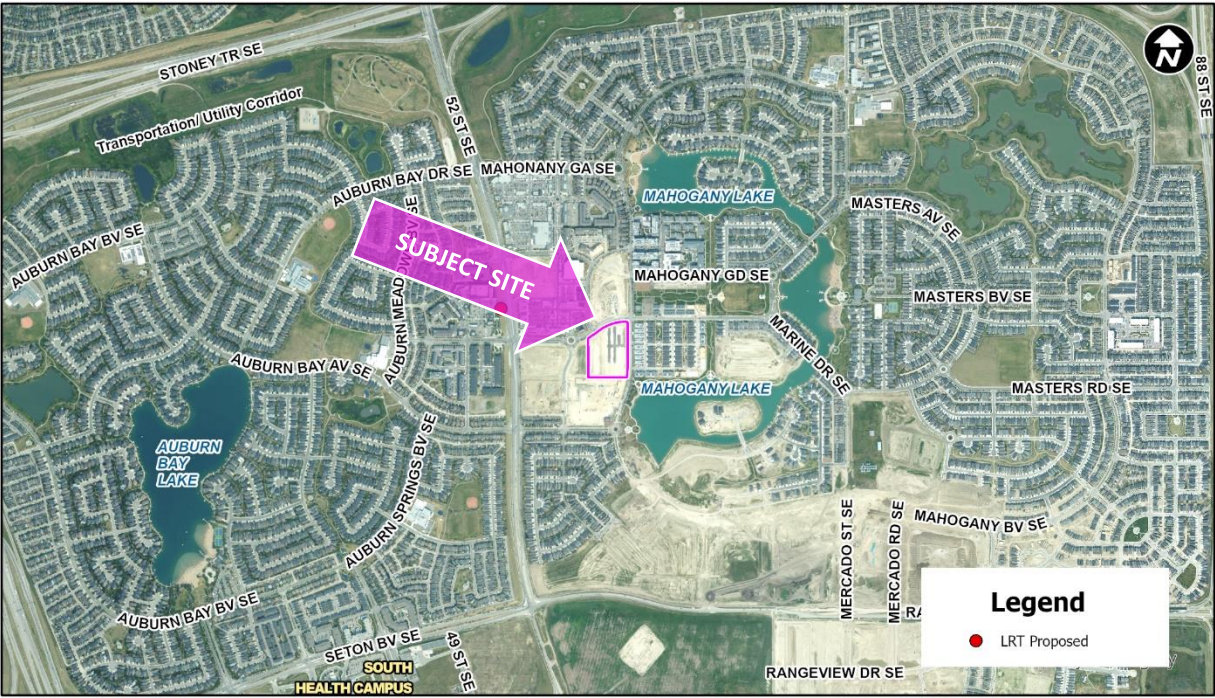 STONEY TR SE
88 ST SE
N
Transportation/ Utility Corridor
52 ST SE
AUBURN BAY DR SE
MAHONANY GA SE
MAHOGANY LAKE
MASTERS AV SE
AUBURN BAY BV SE
SUBJECT SITE
MAHOGANY GD SE
MASTERS BV SE
AUBURN MEADOWS BV SE
MARINE DR SE
AUBURN BAY AV SE
MAHOGANY LAKE
MASTERS RD SE
AUBURN
BAY
LAKE
AUBURN SPRINGS BV SE
MERCADO ST SE
MERCADO RD SE
MAHOGANY BV SE
AUBURN BAY BV SE
SETON BV SE
49 ST SE
SOUTH
HEALTH CAMPUS
RANGEVIEW DR SE
RA
Legend
LRT Proposed